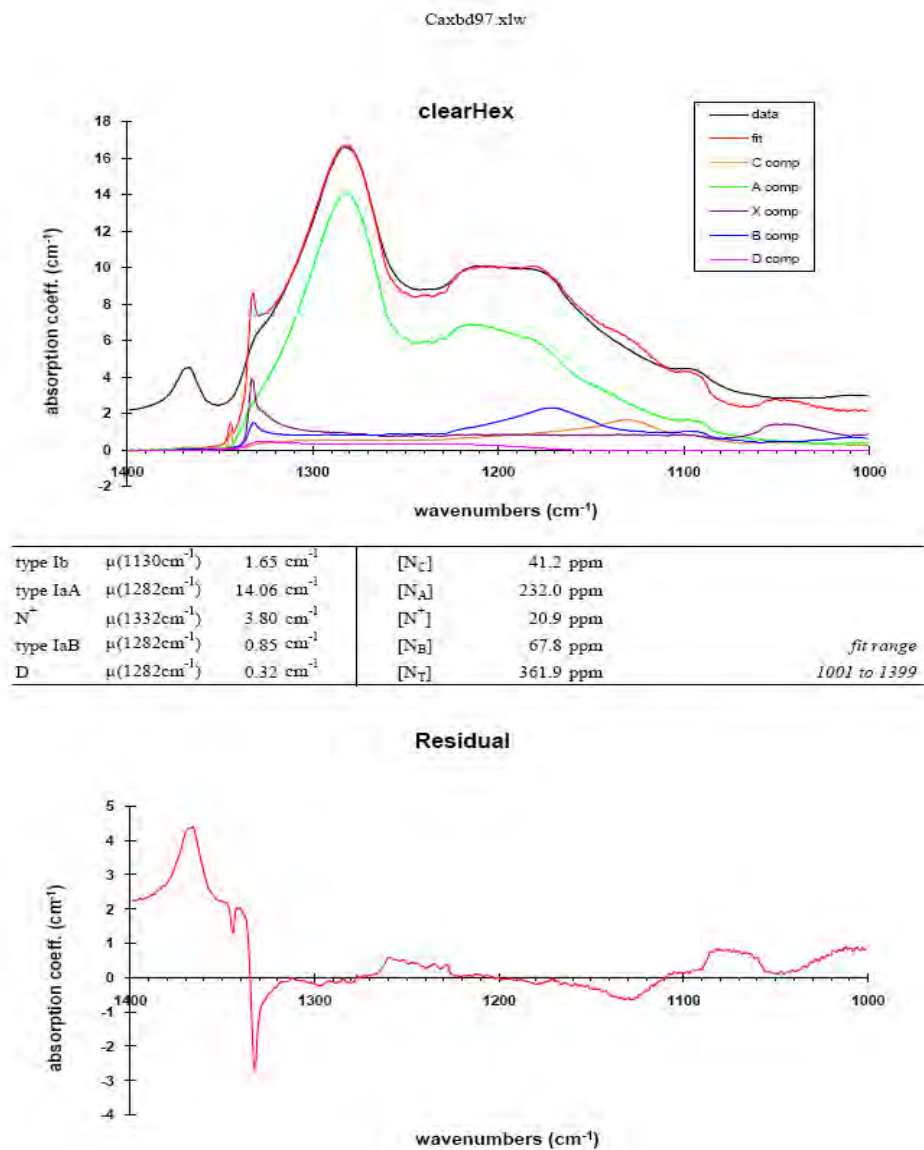 Caxbd97.xlw
clearHex
18
16
14
12
10
8
6
4
2
0
-2
1400
1300
1200
1100
1000
absorption coeff. (cm⁻¹)
wavenumbers (cm⁻¹)
data
fit
C comp
A comp
X comp
B comp
D comp
type Ib μ(1130cm⁻¹) 1.65 cm⁻¹ [N_C] 41.2 ppm
type IaA μ(1282cm⁻¹) 14.06 cm⁻¹ [N_A] 232.0 ppm
N⁺ μ(1332cm⁻¹) 3.80 cm⁻¹ [N⁺] 20.9 ppm
type IaB μ(1282cm⁻¹) 0.85 cm⁻¹ [N_B] 67.8 ppm fit range
D μ(1282cm⁻¹) 0.32 cm⁻¹ [N_T] 361.9 ppm 1001 to 1399
Residual
5
4
3
2
1
0
-1
-2
-3
-4
1400
1300
1200
1100
1000
absorption coeff. (cm⁻¹)
wavenumbers (cm⁻¹)